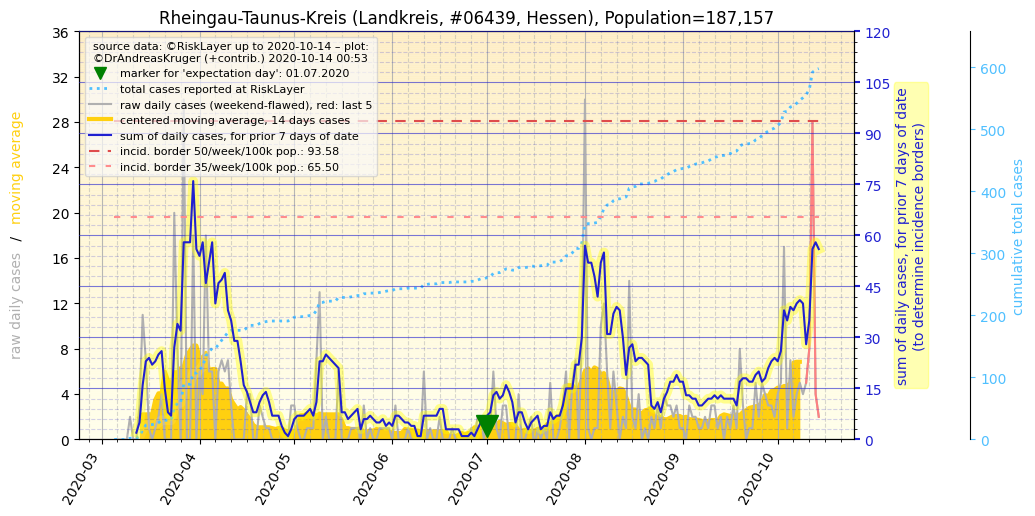 Rheingau-Taunus-Kreis (Landkreis, #06439, Hessen), Population=187,157
source data: ©RiskLayer up to 2020-10-14 – plot:
©DrAndreasKruger (+contrib.) 2020-10-14 00:53
marker for 'expectation day': 01.07.2020
total cases reported at RiskLayer
raw daily cases (weekend-flawed), red: last 5
centered moving average, 14 days cases
sum of daily cases, for prior 7 days of date
incid. border 50/week/100k pop.: 93.58
incid. border 35/week/100k pop.: 65.50
raw daily cases / moving average
36
32
28
24
20
16
12
8
4
0
2020-03
2020-04
2020-05
2020-06
2020-07
2020-08
2020-09
2020-10
120
105
90
75
60
45
30
15
0
sum of daily cases, for prior 7 days of date
(to determine incidence borders)
600
500
400
300
200
100
0
cumulative total cases